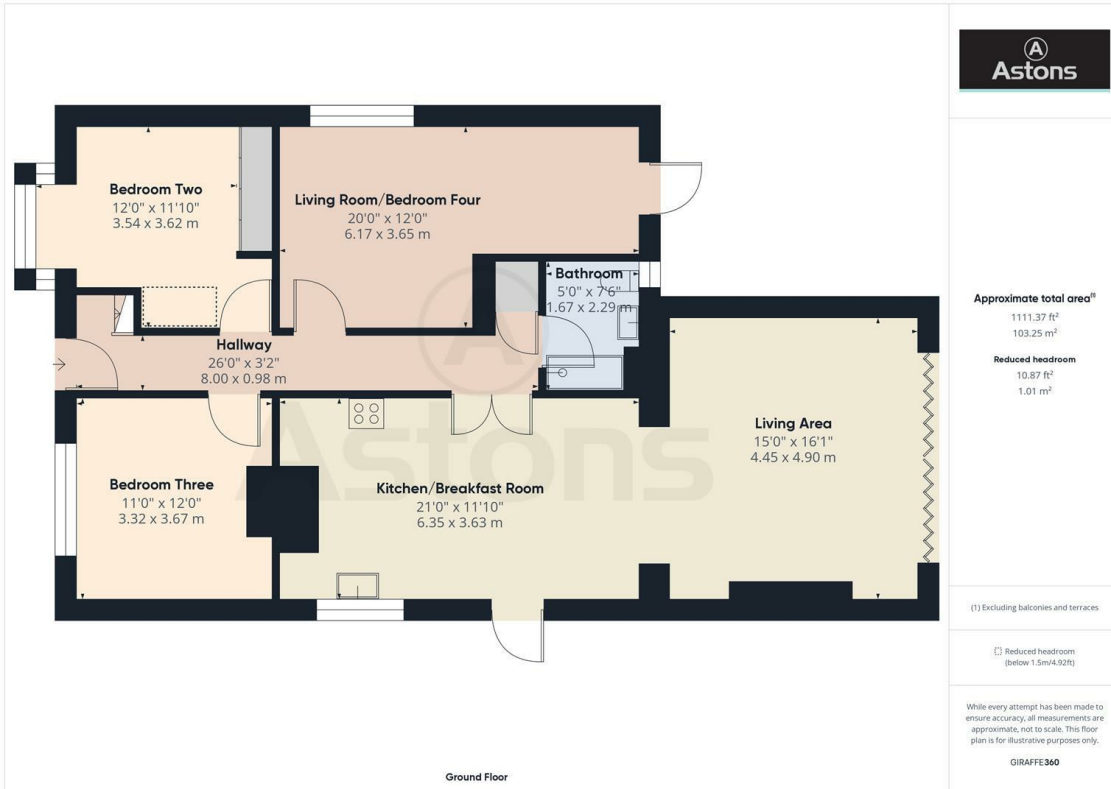 Bedroom Two
12'0" x 11'10"
3.54 x 3.62 m
Living Room/Bedroom Four
20'0" x 12'0"
6.17 x 3.65 m
Bathroom
5'0" x 7'6"
1.67 x 2.29 m
Hallway
26'0" x 3'2"
8.00 x 0.98 m
Living Area
15'0" x 16'1"
4.45 x 4.90 m
Bedroom Three
11'0" x 12'0"
3.32 x 3.67 m
Kitchen/Breakfast Room
21'0" x 11'10"
6.35 x 3.63 m
A
Astons
Ground Floor
A
Astons
Approximate total area(1)
1111.37 ft²
103.25 m²
Reduced headroom
10.87 ft²
1.01 m²
(1) Excluding balconies and terraces
Reduced headroom
(below 1.5m/4.92ft)
While every attempt has been made to
ensure accuracy, all measurements are
approximate, not to scale. This floor
plan is for illustrative purposes only.
GIRAFFE360